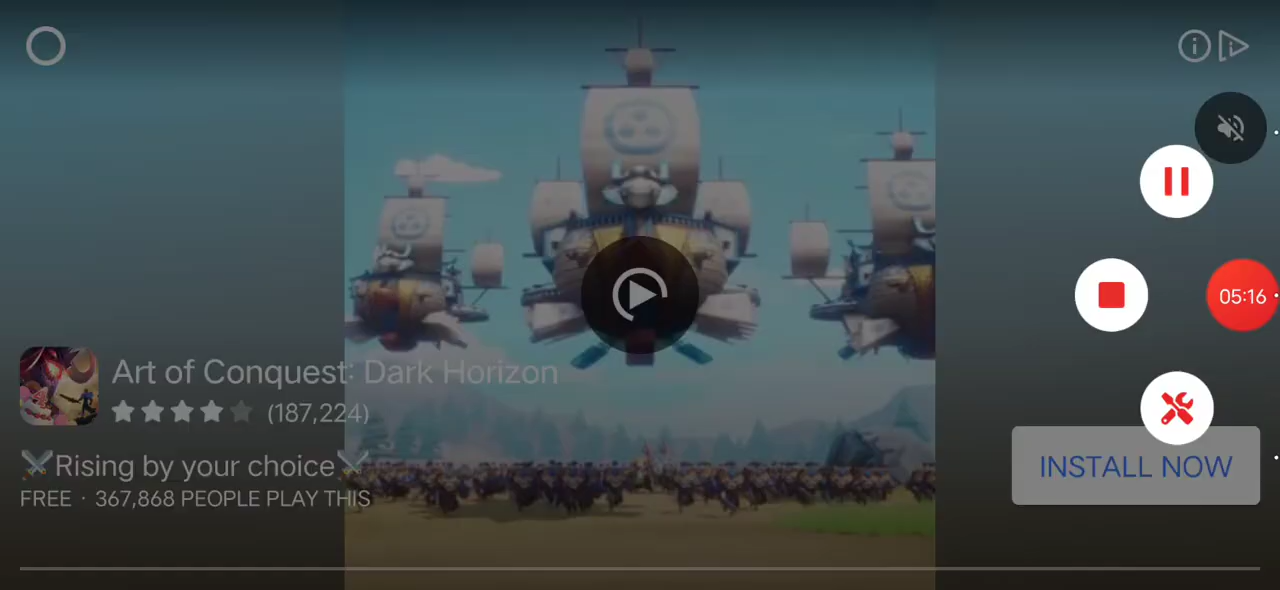 05:16
Art of Conquest: Dark Horizon
(187,224)
⚔Rising by your choice⚔
FREE · 367,868 PEOPLE PLAY THIS
INSTALL NOW